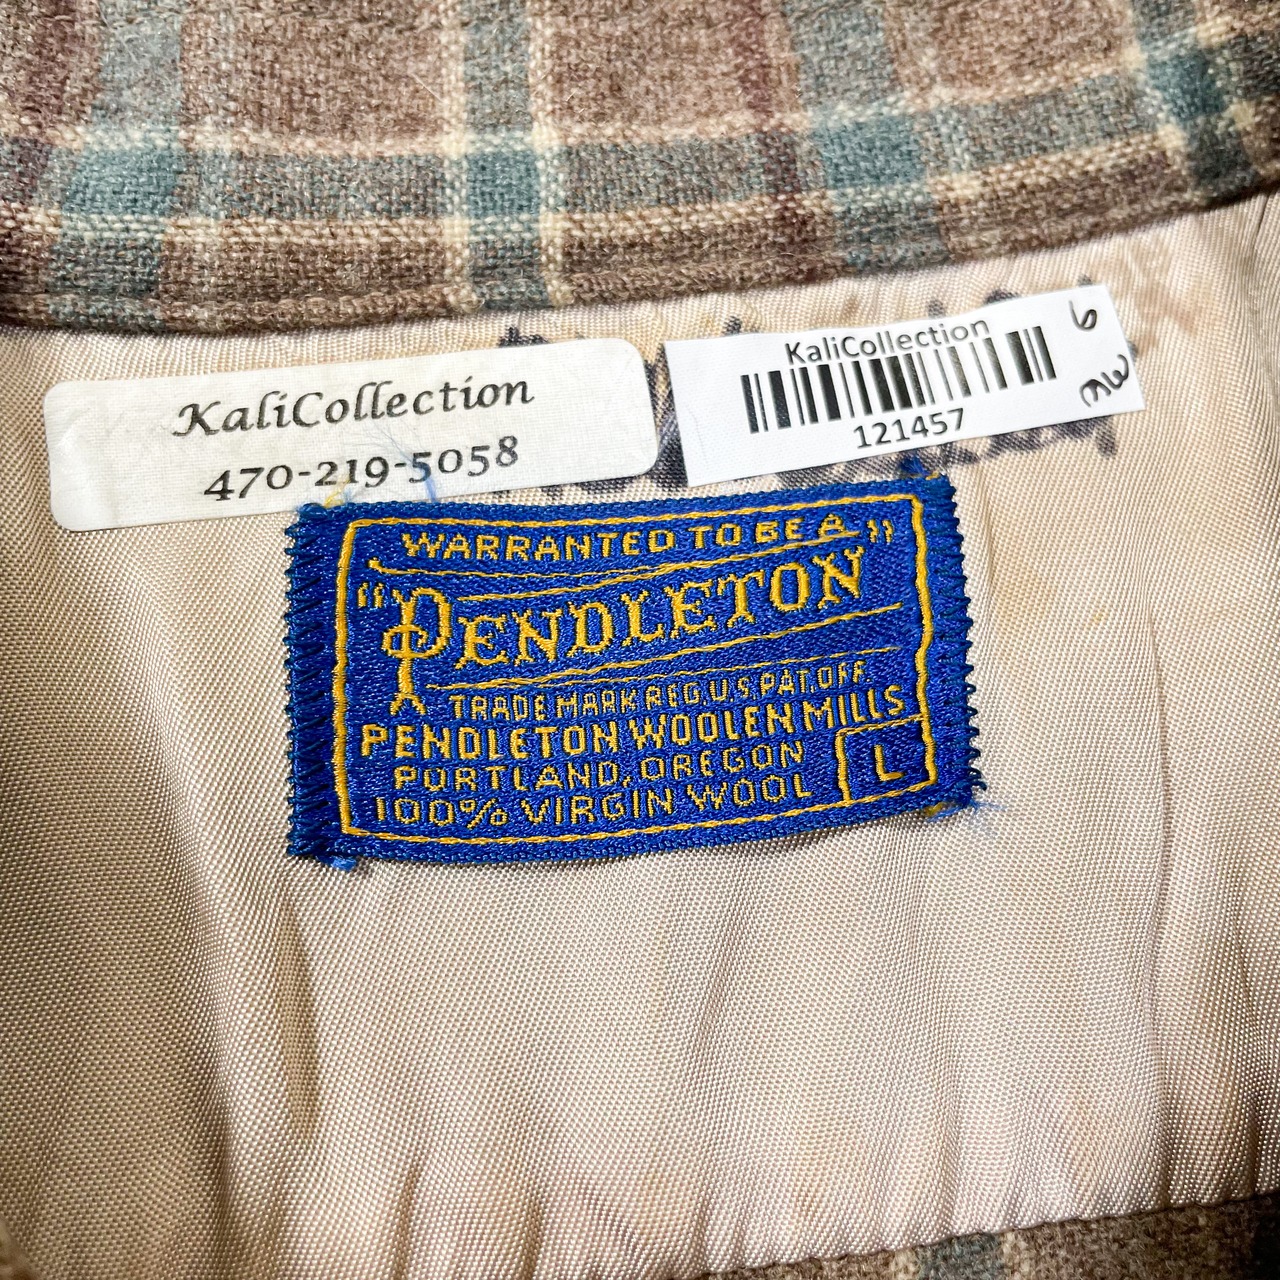 KaliCollection
470-219-5058
KaliCollection
121457
6
"WARRANTED TO BE A"
"PENDLETON"
TRADE MARK REG. U.S. PAT. OFF.
PENDLETON WOOLEN MILLS
PORTLAND, OREGON
100% VIRGIN WOOL
L